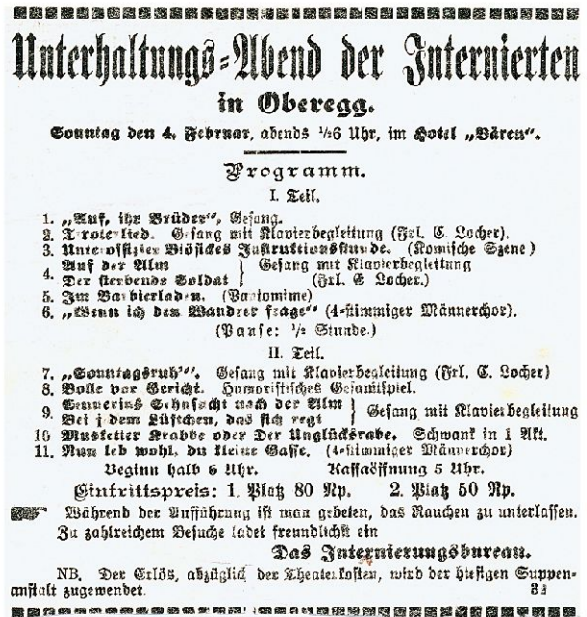 Unterhaltungs-Abend der Internierten
in Oberegg.
Sonntag den 4. Februar, abends ½6 Uhr, im Hotel „Bären“.
Programm.
I. Teil.
1. „Auf, ihr Brüder“, Gesang.
2. Tirolerlied. Gesang mit Klavierbegleitung (Frl. C. Locher).
3. Unteroffizier Instruktionsstunde. (Komische Szene)
4. Auf der Alm
Der sterbende Soldat } Gesang mit Klavierbegleitung (Frl. C Locher.)
5. Im Barbierladen. (Pantomime)
6. „Wenn ich den Wandrer frage“ (4-stimmiger Männerchor).
(Pause: ½ Stunde.)
II. Teil.
7. „Sonntagsruh'“. Gesang mit Klavierbegleitung (Frl. C. Locher)
8. Bolle vor Gericht. Humoristisches Gesamtspiel.
9. Sennerins Sehnsucht nach der Alm
Bei jedem Lüftchen, das sich regt } Gesang mit Klavierbegleitung
10 Musketier Krabbe oder Der Unglücksrabe. Schwank in 1 Akt.
11. Nun leb wohl, du kleine Gasse. (4-stimmiger Männerchor)
Beginn halb 6 Uhr. Kassaöffnung 5 Uhr.
Eintrittspreis: 1. Platz 80 Rp. 2. Platz 50 Rp.
Während der Aufführung ist man gebeten, das Rauchen zu unterlassen.
Zu zahlreichem Besuche ladet freundlichst ein
Das Internierungsbureau.
NB. Der Erlös, abzüglich der Theaterkosten, wird der hiesigen Suppen-
anstalt zugewendet.